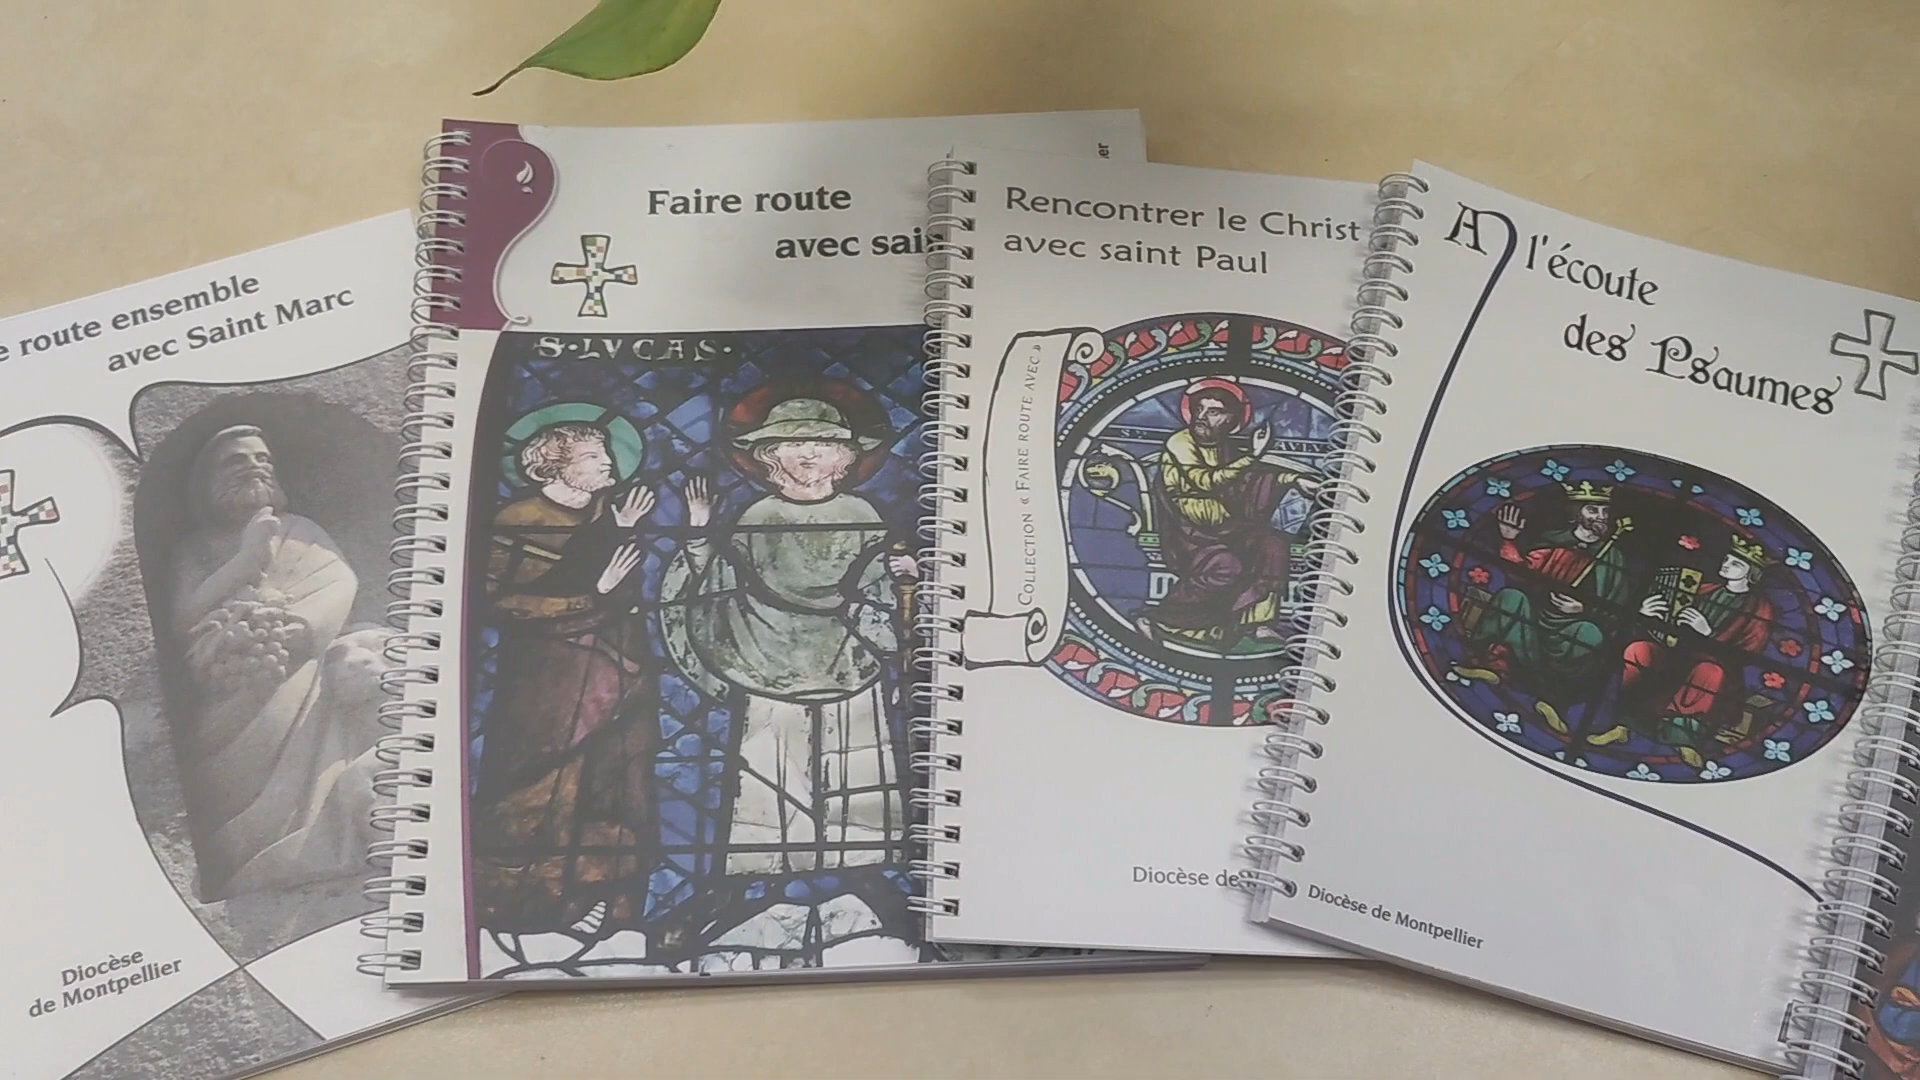 route ensemble
avec Saint Marc
Diocèse
de Montpellier
Faire route
avec
S·LVCAS·
Rencontrer le Christ
avec saint Paul
COLLECTION « FAIRE ROUTE AVEC »
Diocèse de
A l'écoute
des Psaumes
Diocèse de Montpellier